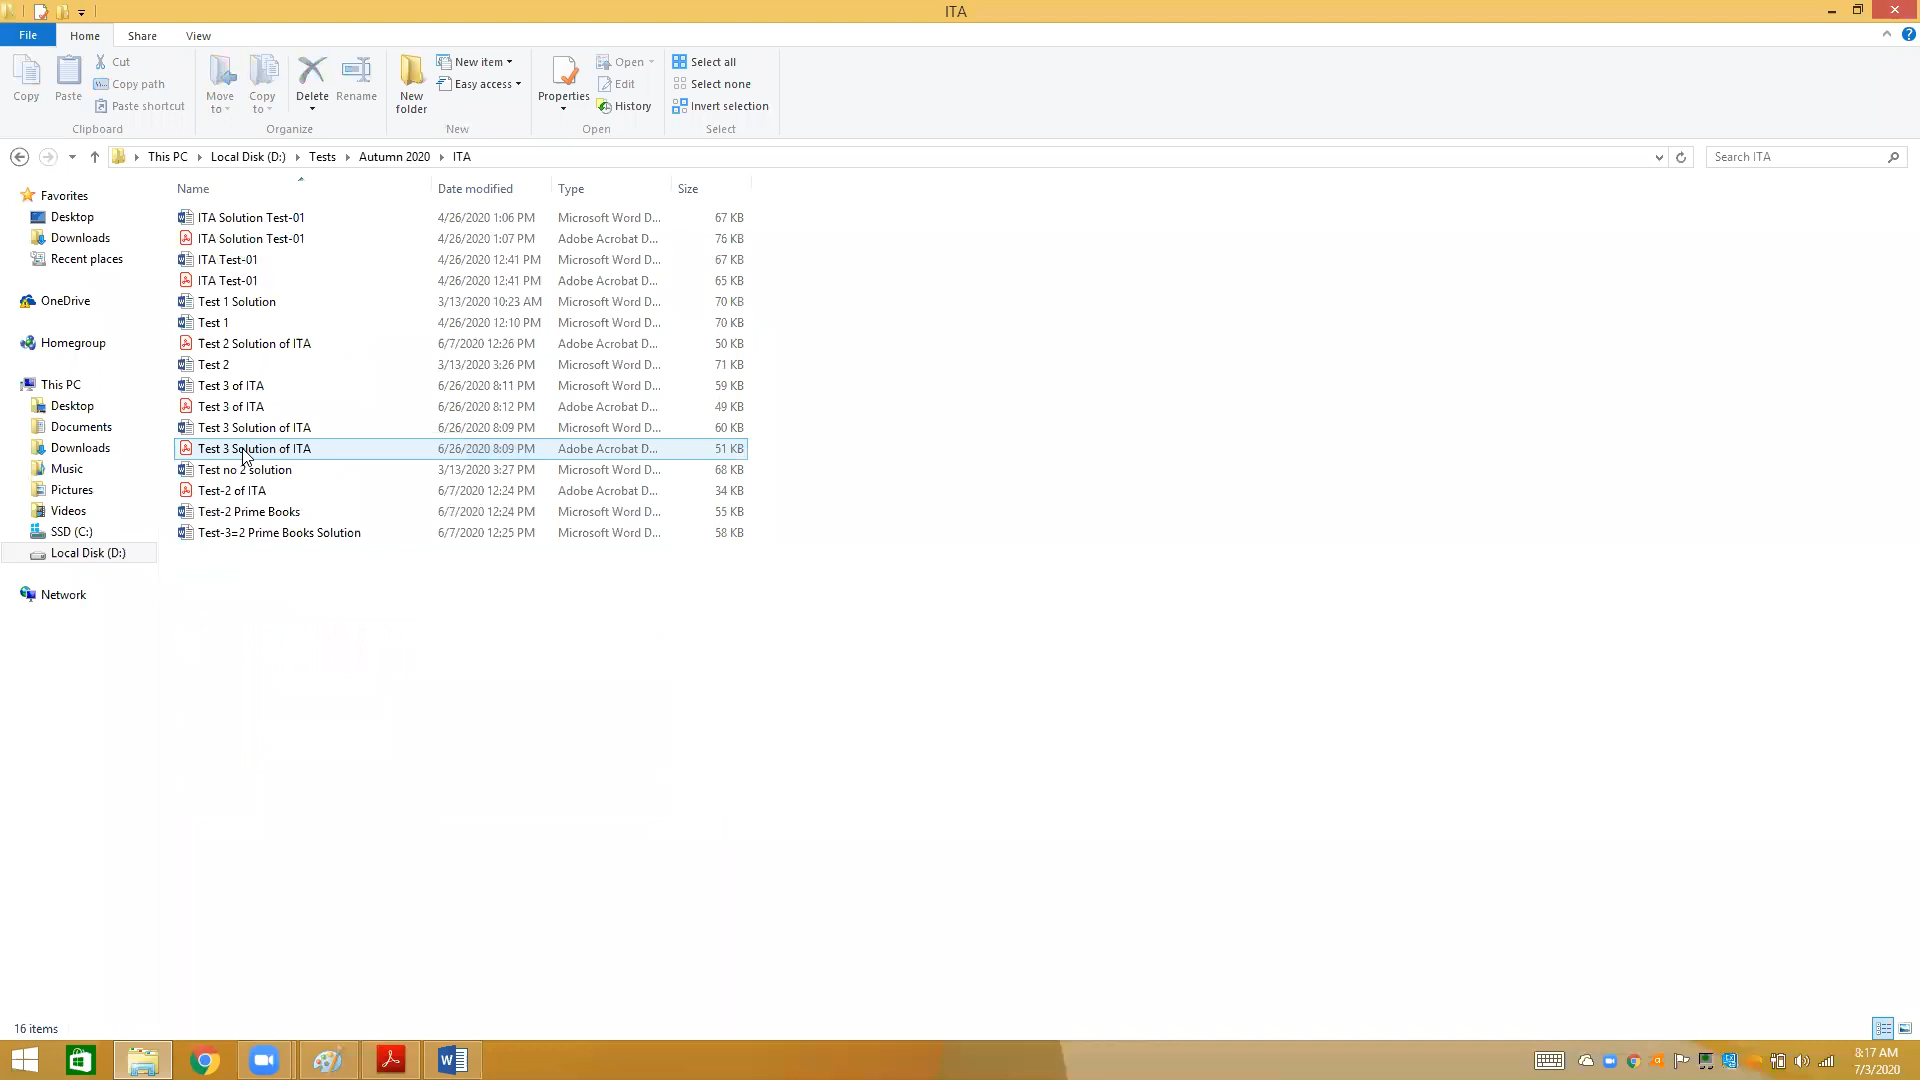 ITA
File Home Share View
Copy Paste Cut Copy path Paste shortcut Move to Copy to Delete Rename New folder New item Easy access Properties Open Edit History Select all Select none Invert selection
Clipboard Organize New Open Select
This PC Local Disk (D:) Tests Autumn 2020 ITA Search ITA
Name Date modified Type Size
Favorites
Desktop
Downloads
Recent places
OneDrive
Homegroup
This PC
Desktop
Documents
Downloads
Music
Pictures
Videos
SSD (C:)
Local Disk (D:)
Network
ITA Solution Test-01 4/26/2020 1:06 PM Microsoft Word D... 67 KB
ITA Solution Test-01 4/26/2020 1:07 PM Adobe Acrobat D... 76 KB
ITA Test-01 4/26/2020 12:41 PM Microsoft Word D... 67 KB
ITA Test-01 4/26/2020 12:41 PM Adobe Acrobat D... 65 KB
Test 1 Solution 3/13/2020 10:23 AM Microsoft Word D... 70 KB
Test 1 4/26/2020 12:10 PM Microsoft Word D... 70 KB
Test 2 Solution of ITA 6/7/2020 12:26 PM Adobe Acrobat D... 50 KB
Test 2 3/13/2020 3:26 PM Microsoft Word D... 71 KB
Test 3 of ITA 6/26/2020 8:11 PM Microsoft Word D... 59 KB
Test 3 of ITA 6/26/2020 8:12 PM Adobe Acrobat D... 49 KB
Test 3 Solution of ITA 6/26/2020 8:09 PM Microsoft Word D... 60 KB
Test 3 Solution of ITA 6/26/2020 8:09 PM Adobe Acrobat D... 51 KB
Test no 2 solution 3/13/2020 3:27 PM Microsoft Word D... 68 KB
Test-2 of ITA 6/7/2020 12:24 PM Adobe Acrobat D... 34 KB
Test-2 Prime Books 6/7/2020 12:24 PM Microsoft Word D... 55 KB
Test-3=2 Prime Books Solution 6/7/2020 12:25 PM Microsoft Word D... 58 KB
16 items
8:17 AM
7/3/2020